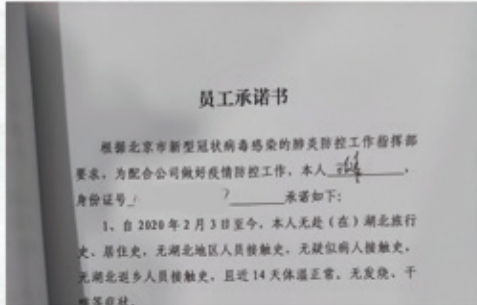 员工承诺书
根据北京市新型冠状病毒感染的肺炎防控工作指挥部
要求，为配合公司做好疫情防控工作，本人，
身份证号承诺如下：
1、自2020年2月3日至今，本人无赴（在）湖北旅行
史、居住史，无湖北地区人员接触史，无疑似病人接触史，
无湖北返乡人员接触史，且近14天体温正常。无发烧、干
等症状